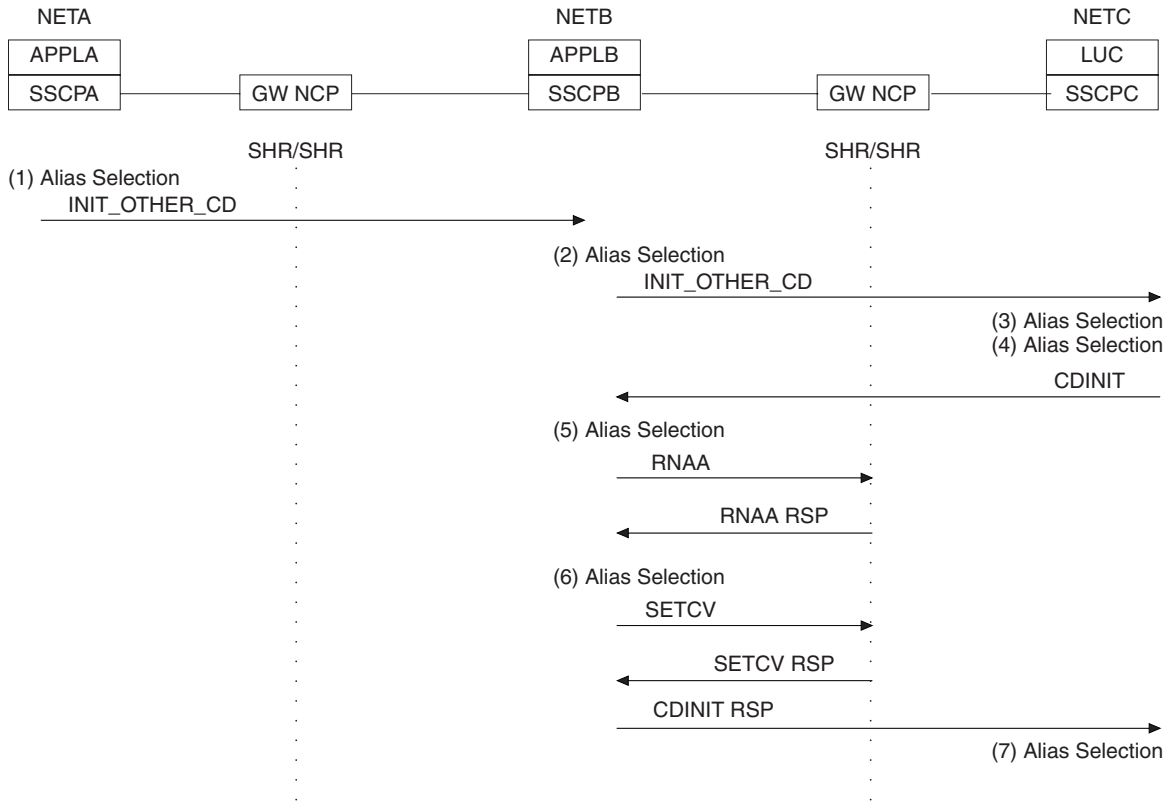 NETA NETB NETC
APPLA APPLB LUC
SSCPA GW NCP SSCPB GW NCP SSCPC
SHR/SHR SHR/SHR
(1) Alias Selection
INIT_OTHER_CD
(2) Alias Selection
INIT_OTHER_CD
(3) Alias Selection
(4) Alias Selection
CDINIT
(5) Alias Selection
RNAA
RNAA RSP
(6) Alias Selection
SETCV
SETCV RSP
CDINIT RSP
(7) Alias Selection